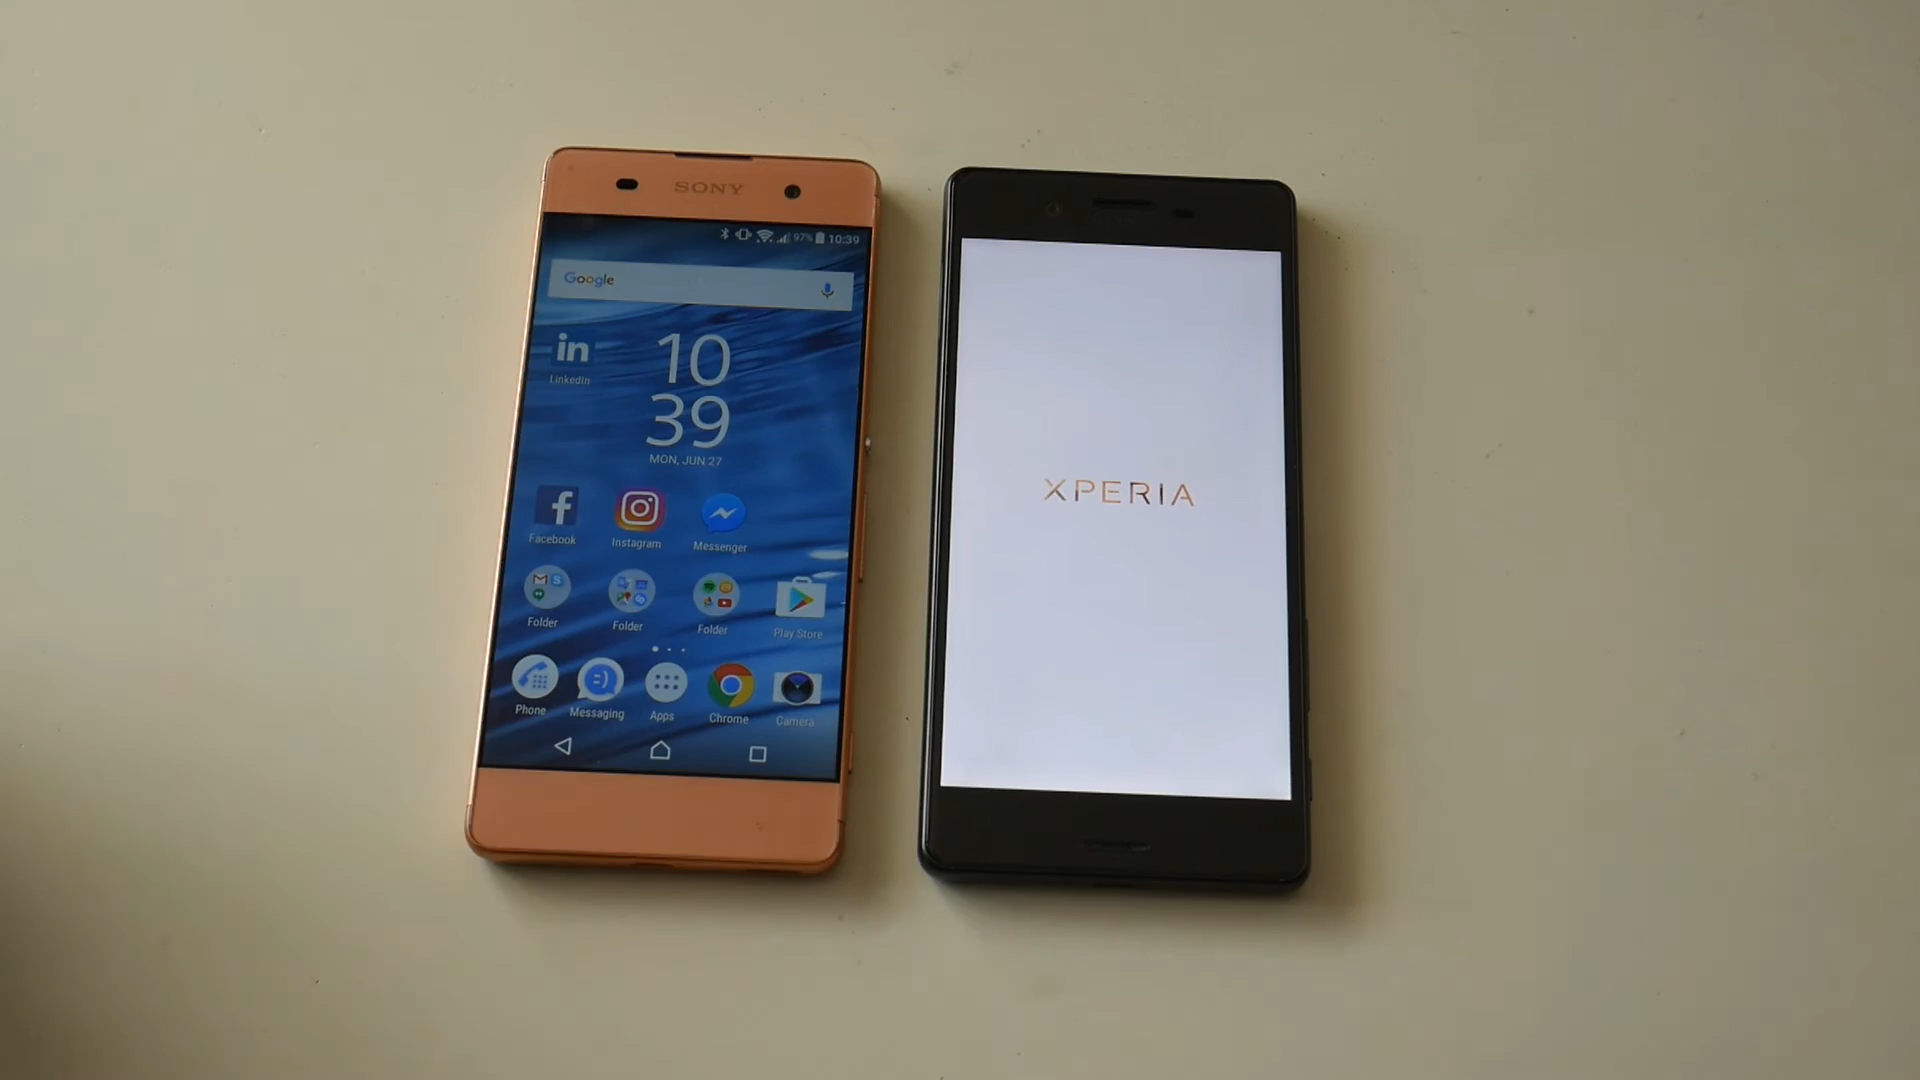 SONY
97% 10:39
Google
in
LinkedIn
10
39
MON, JUN 27
Facebook
Instagram
Messenger
Folder
Folder
Folder
Play Store
Phone
Messaging
Apps
Chrome
Camera
XPERIA